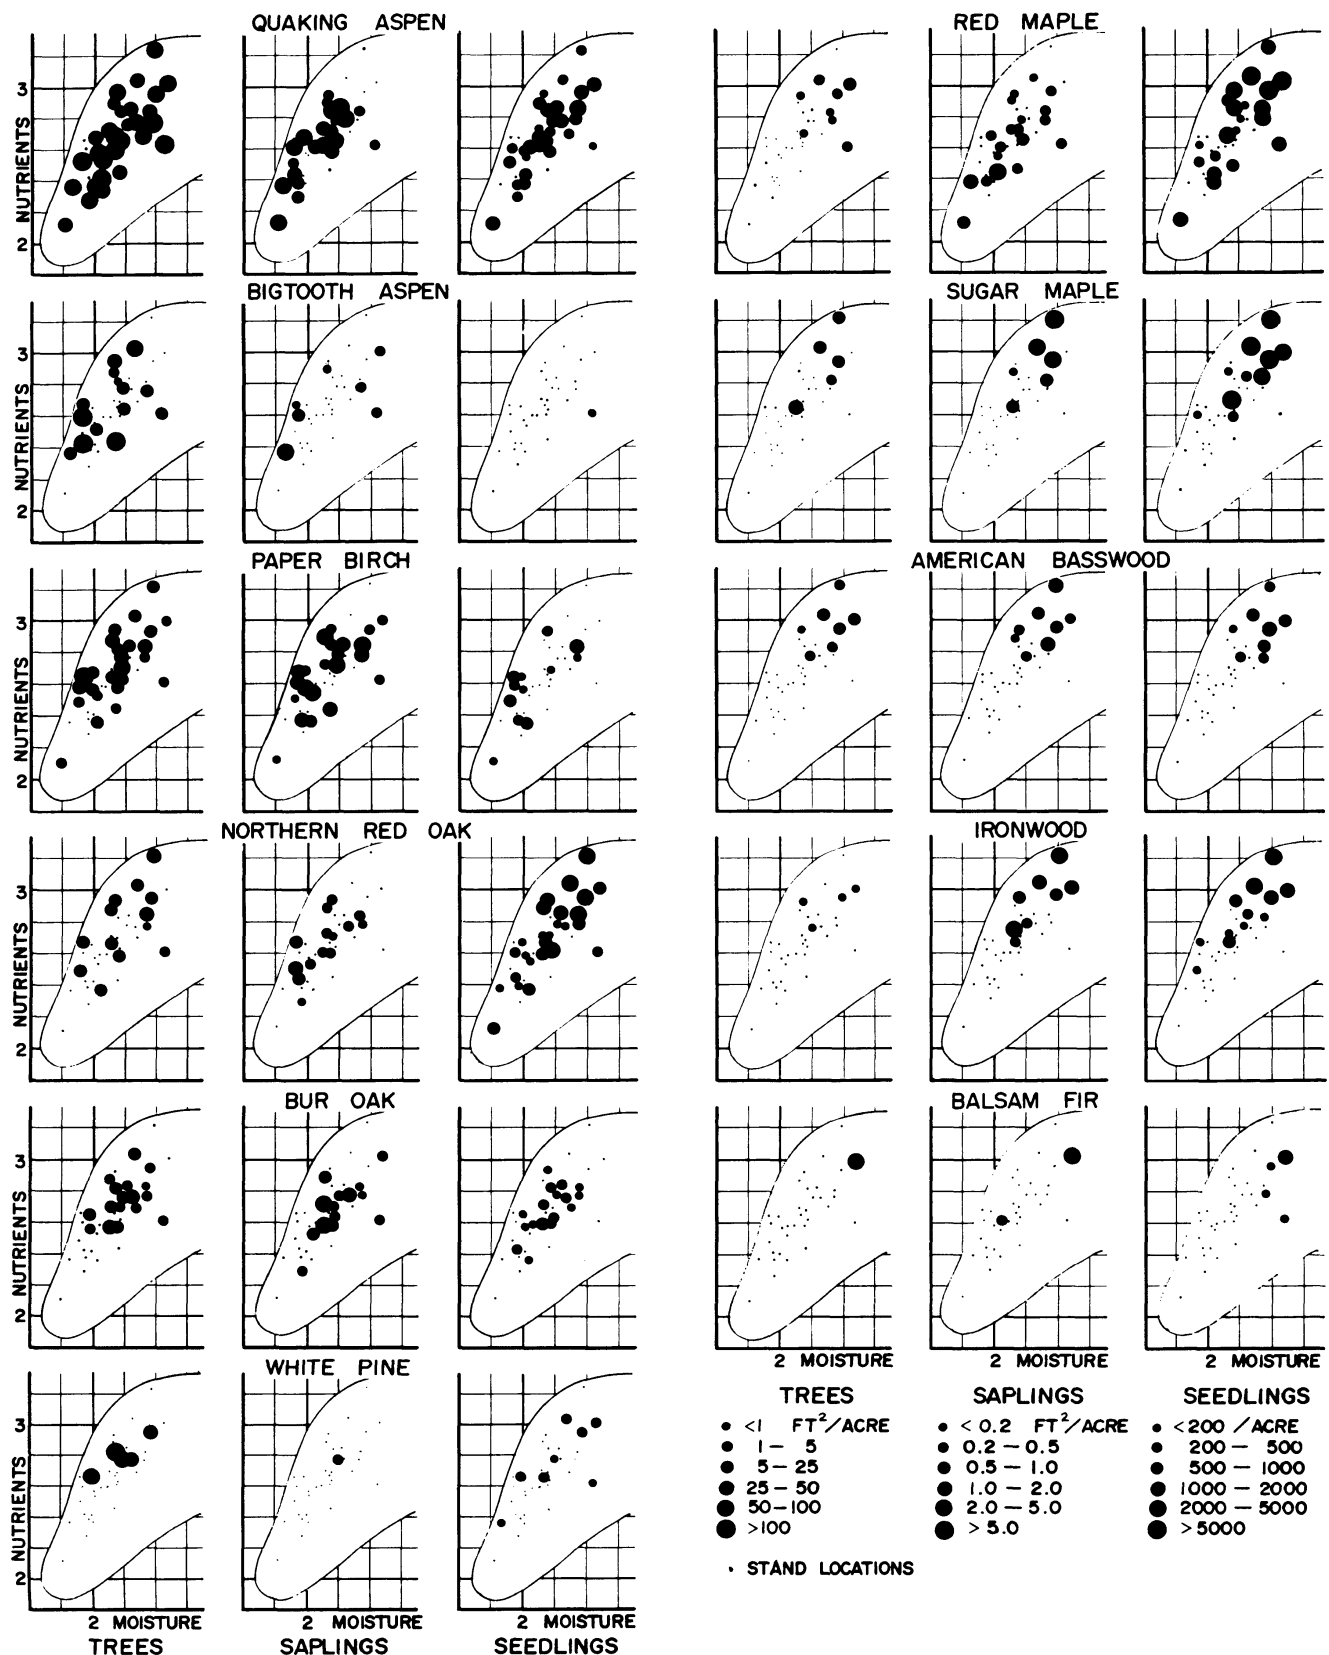 QUAKING ASPEN
RED MAPLE
3
NUTRIENTS
2
BIGTOOTH ASPEN
SUGAR MAPLE
3
NUTRIENTS
2
PAPER BIRCH
AMERICAN BASSWOOD
3
NUTRIENTS
2
NORTHERN RED OAK
IRONWOOD
3
NUTRIENTS
2
BUR OAK
BALSAM FIR
3
NUTRIENTS
2
2 MOISTURE
2 MOISTURE
2 MOISTURE
WHITE PINE
3
NUTRIENTS
2
2 MOISTURE
2 MOISTURE
2 MOISTURE
TREES
SAPLINGS
SEEDLINGS
TREES
<1 FT²/ACRE
1 – 5
5 – 25
25 – 50
50 – 100
>100
SAPLINGS
< 0.2 FT²/ACRE
0.2 – 0.5
0.5 – 1.0
1.0 – 2.0
2.0 – 5.0
> 5.0
SEEDLINGS
<200 /ACRE
200 – 500
500 – 1000
1000 – 2000
2000 – 5000
>5000
STAND LOCATIONS